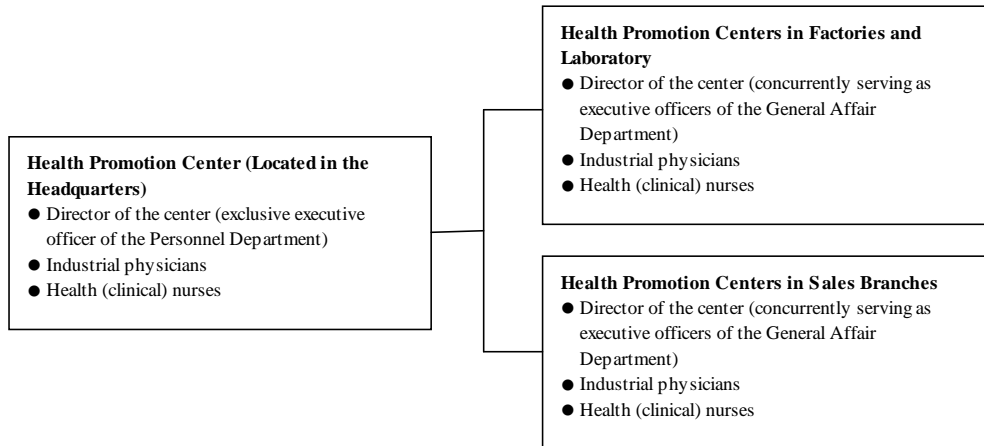 Health Promotion Center (Located in the
Headquarters)
● Director of the center (exclusive executive
officer of the Personnel Department)
● Industrial physicians
● Health (clinical) nurses
Health Promotion Centers in Factories and
Laboratory
● Director of the center (concurrently serving as
executive officers of the General Affair
Department)
● Industrial physicians
● Health (clinical) nurses
Health Promotion Centers in Sales Branches
● Director of the center (concurrently serving as
executive officers of the General Affair
Department)
● Industrial physicians
● Health (clinical) nurses